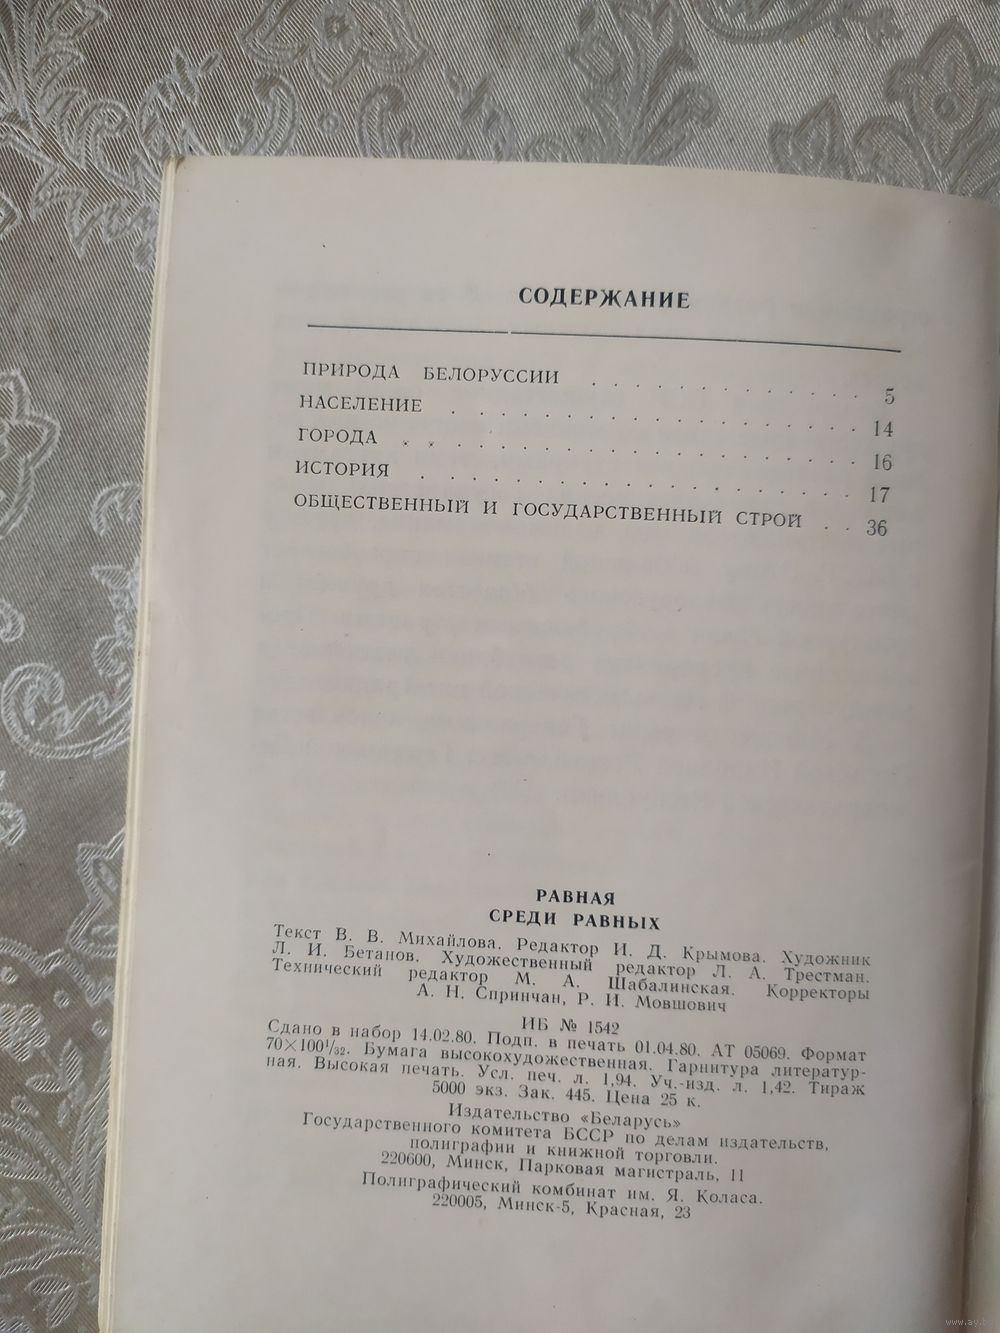 СОДЕРЖАНИЕ
ПРИРОДА БЕЛОРУССИИ . . . . . . . . . . . . 5
НАСЕЛЕНИЕ . . . . . . . . . . . . . . . . 14
ГОРОДА . . . . . . . . . . . . . . . . . 16
ИСТОРИЯ . . . . . . . . . . . . . . . . . 17
ОБЩЕСТВЕННЫЙ И ГОСУДАРСТВЕННЫЙ СТРОЙ . . 36
РАВНАЯ
СРЕДИ РАВНЫХ
Текст В. В. Михайлова. Редактор И. Д. Крымова. Художник
Л. И. Бетанов. Художественный редактор Л. А. Трестман.
Технический редактор М. А. Шабалинская. Корректоры
А. Н. Спринчан, Р. И. Мовшович
ИБ № 1542
Сдано в набор 14.02.80. Подп. в печать 01.04.80. АТ 05069. Формат
70×100¹/₃₂. Бумага высокохудожественная. Гарнитура литератур-
ная. Высокая печать. Усл. печ. л. 1,94. Уч.-изд. л. 1,42. Тираж
5000 экз. Зак. 445. Цена 25 к.
Издательство «Беларусь»
Государственного комитета БССР по делам издательств,
полиграфии и книжной торговли.
220600, Минск, Парковая магистраль, 11
Полиграфический комбинат им. Я. Коласа.
220005, Минск-5, Красная, 23
www.ay.by